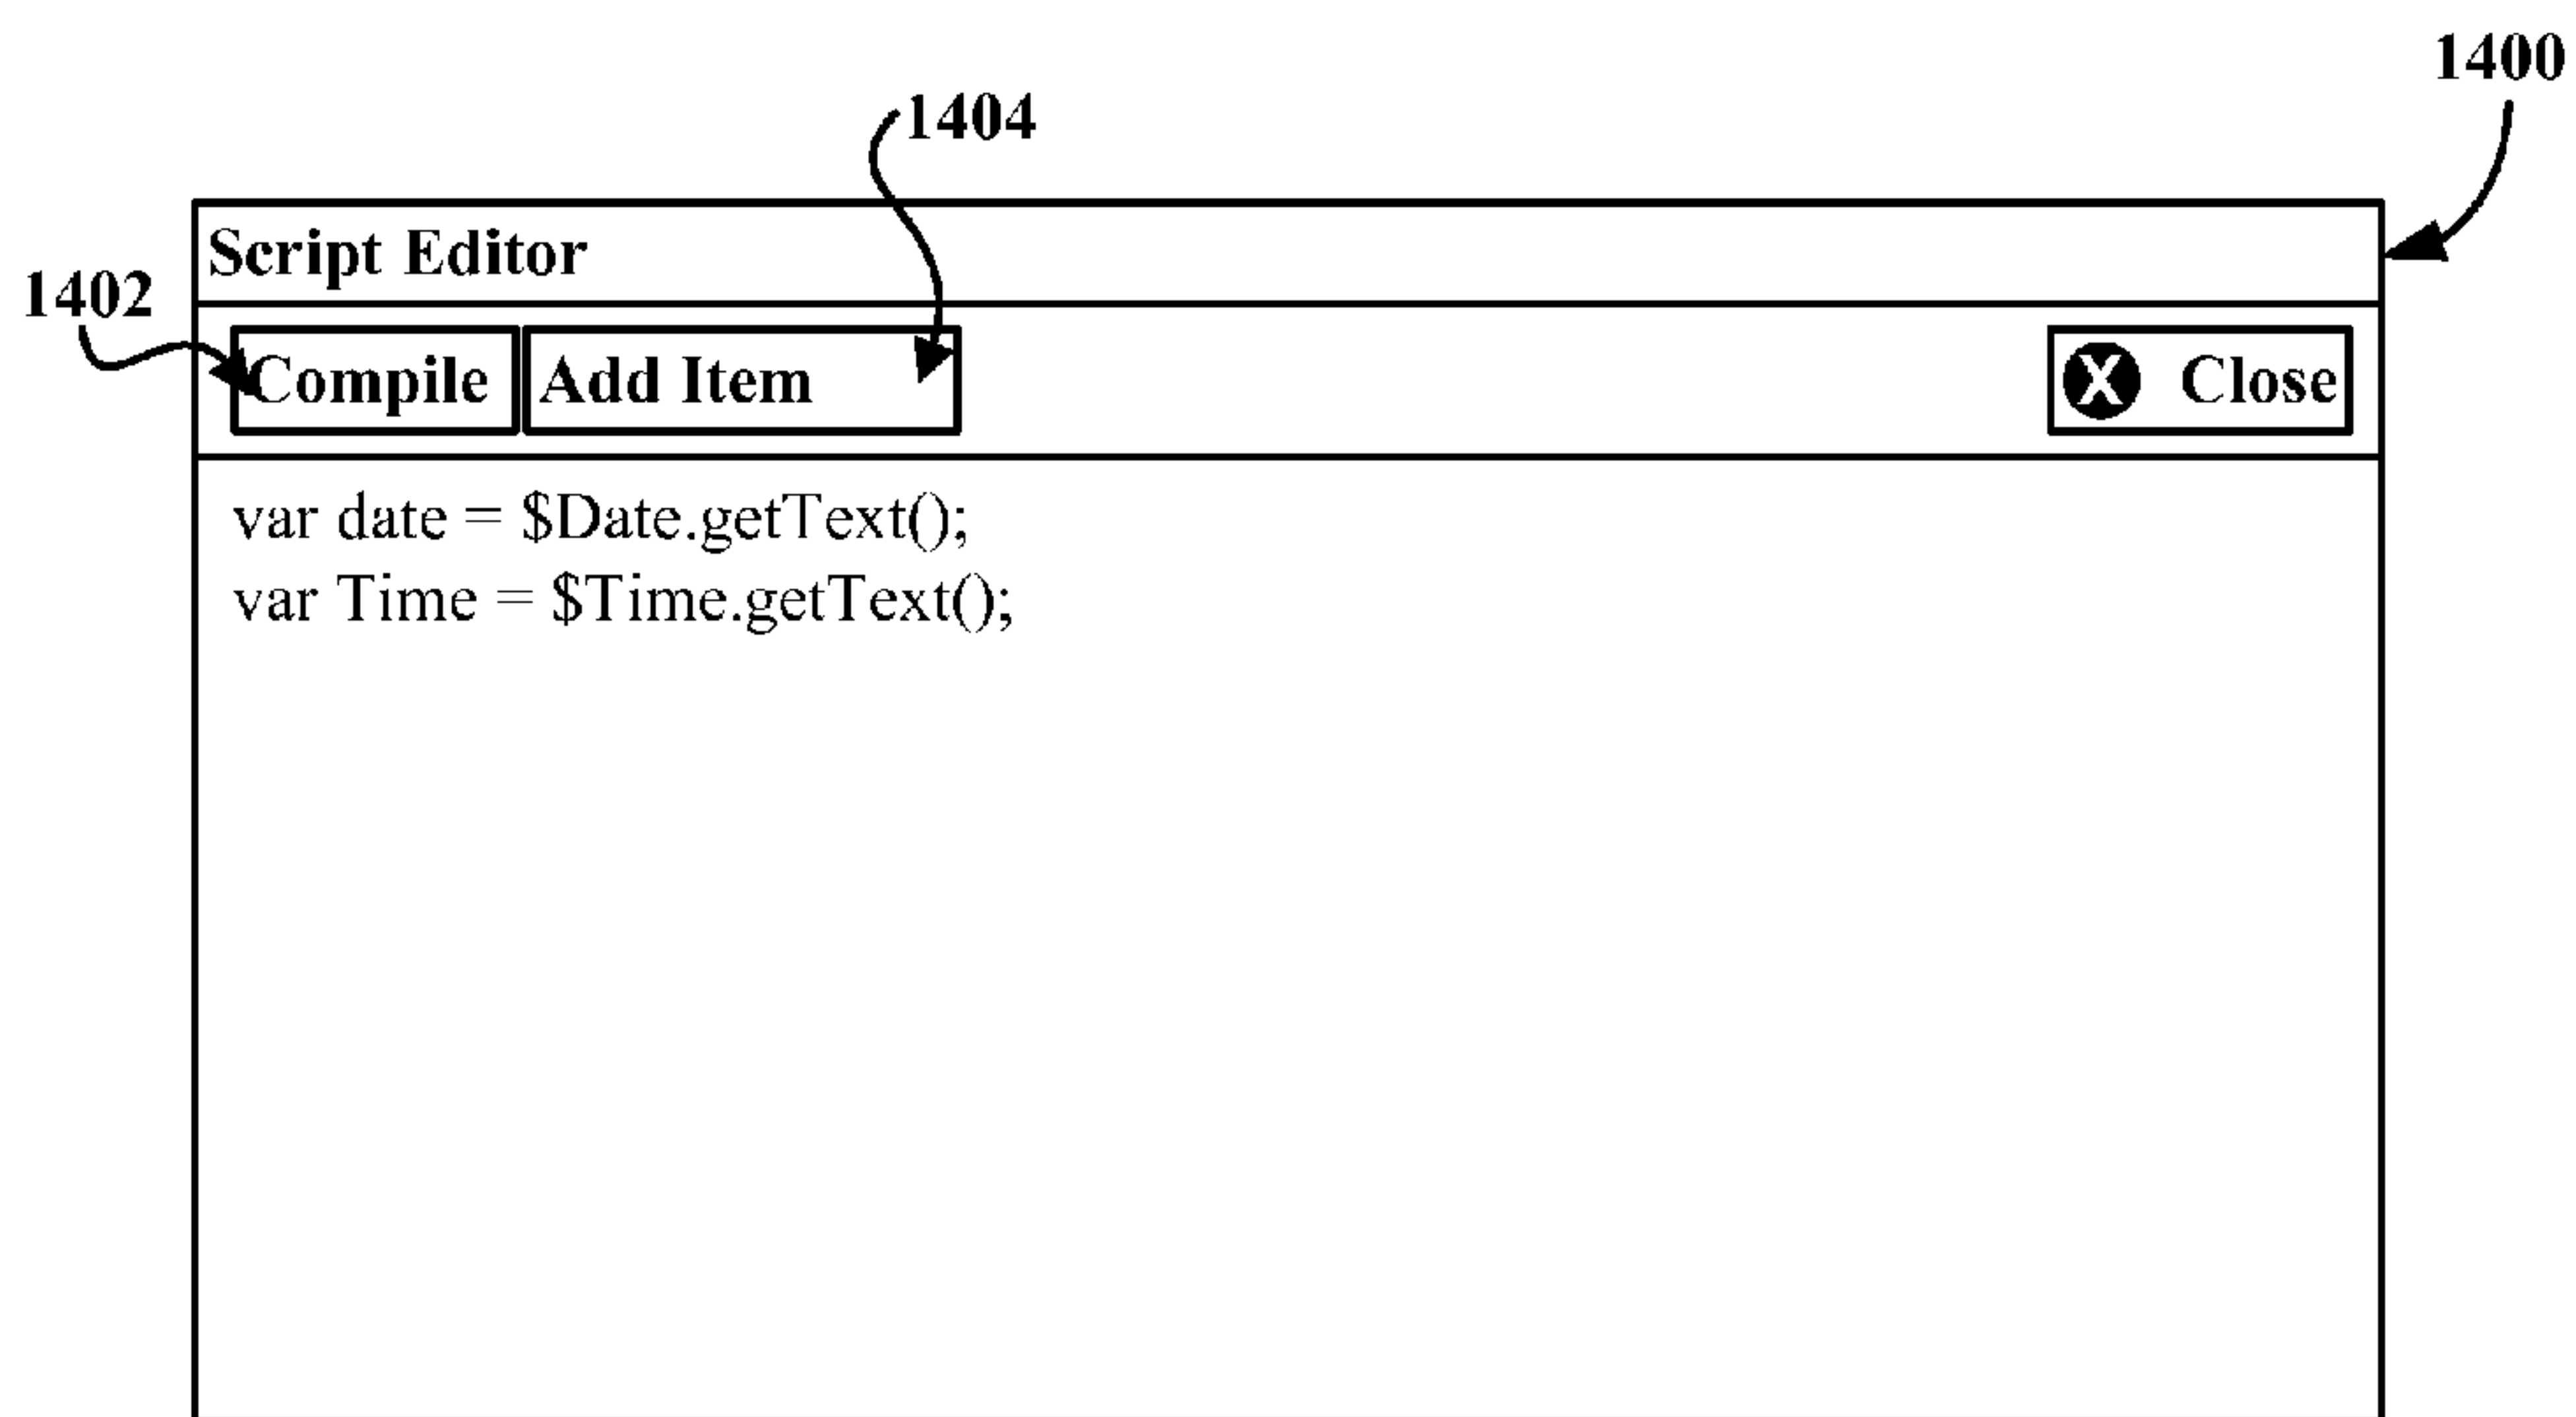 1400
1404
Script Editor
1402
Compile Add Item X Close
var date = $Date.getText();
var Time = $Time.getText();